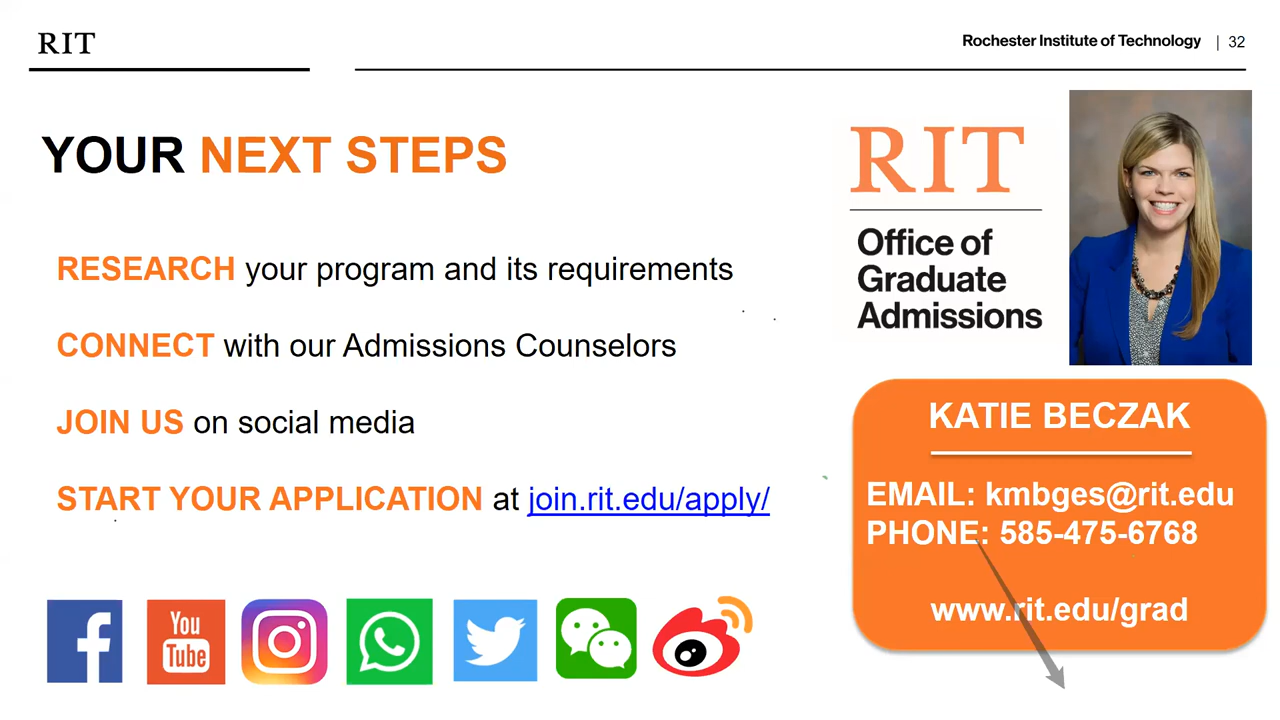 RIT
Rochester Institute of Technology | 32
YOUR NEXT STEPS
RESEARCH your program and its requirements
CONNECT with our Admissions Counselors
JOIN US on social media
START YOUR APPLICATION at join.rit.edu/apply/
You
Tube
RIT
Office of
Graduate
Admissions
KATIE BECZAK
EMAIL: kmbges@rit.edu
PHONE: 585-475-6768
www.rit.edu/grad